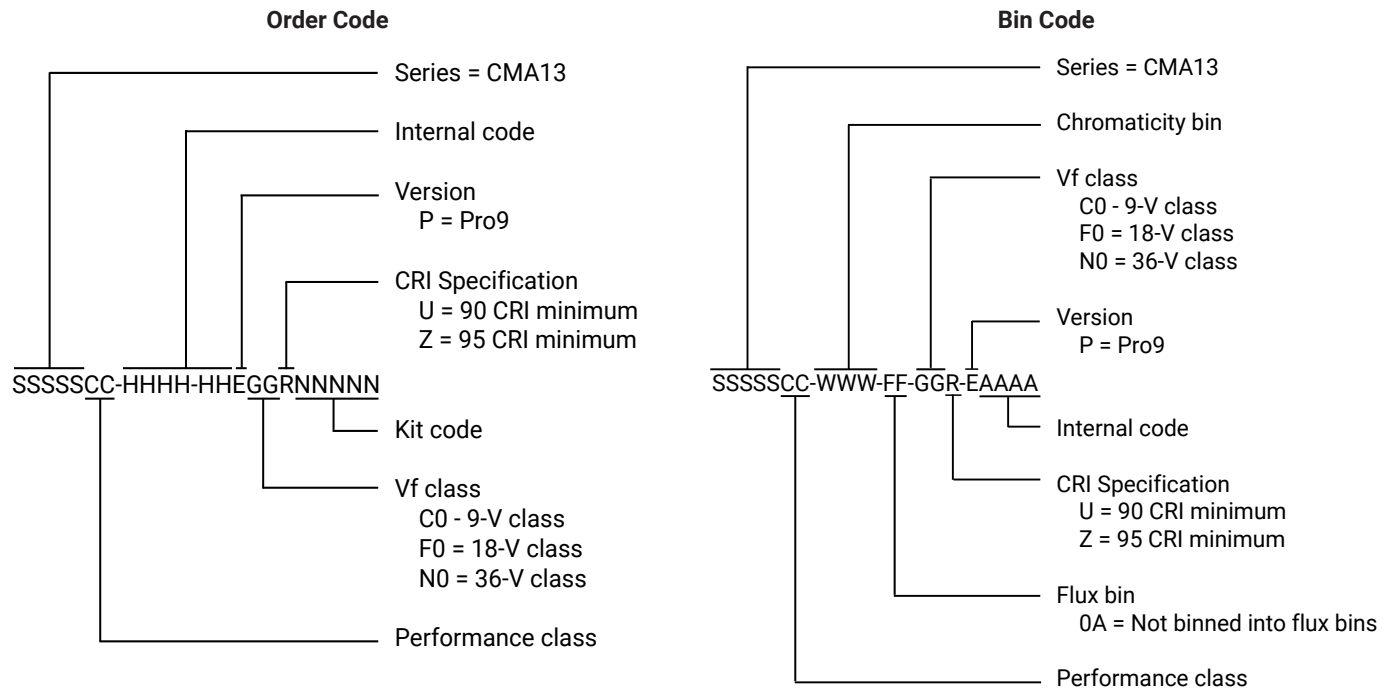 Order Code
Series = CMA13
Internal code
Version
P = Pro9
CRI Specification
U = 90 CRI minimum
Z = 95 CRI minimum
SSSSSCC-HHHH-HHEGGRNNNNN
Kit code
Vf class
C0 - 9-V class
F0 = 18-V class
N0 = 36-V class
Performance class
Bin Code
Series = CMA13
Chromaticity bin
Vf class
C0 - 9-V class
F0 = 18-V class
N0 = 36-V class
Version
P = Pro9
SSSSSCC-WWW-FF-GGR-EAAAA
Internal code
CRI Specification
U = 90 CRI minimum
Z = 95 CRI minimum
Flux bin
0A = Not binned into flux bins
Performance class